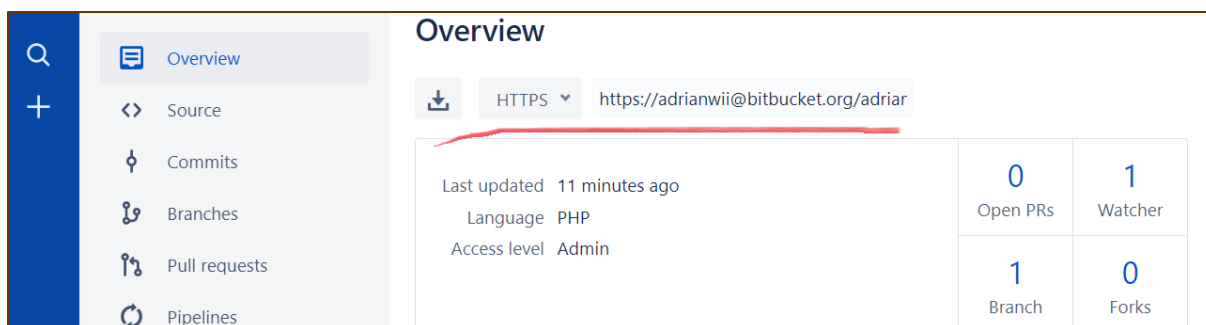 Overview
Overview
Source
Commits
Branches
Pull requests
Pipelines
HTTPS https://adrianwii@bitbucket.org/adriar
Last updated 11 minutes ago
Language PHP
Access level Admin
0 1
Open PRs Watcher
1 0
Branch Forks